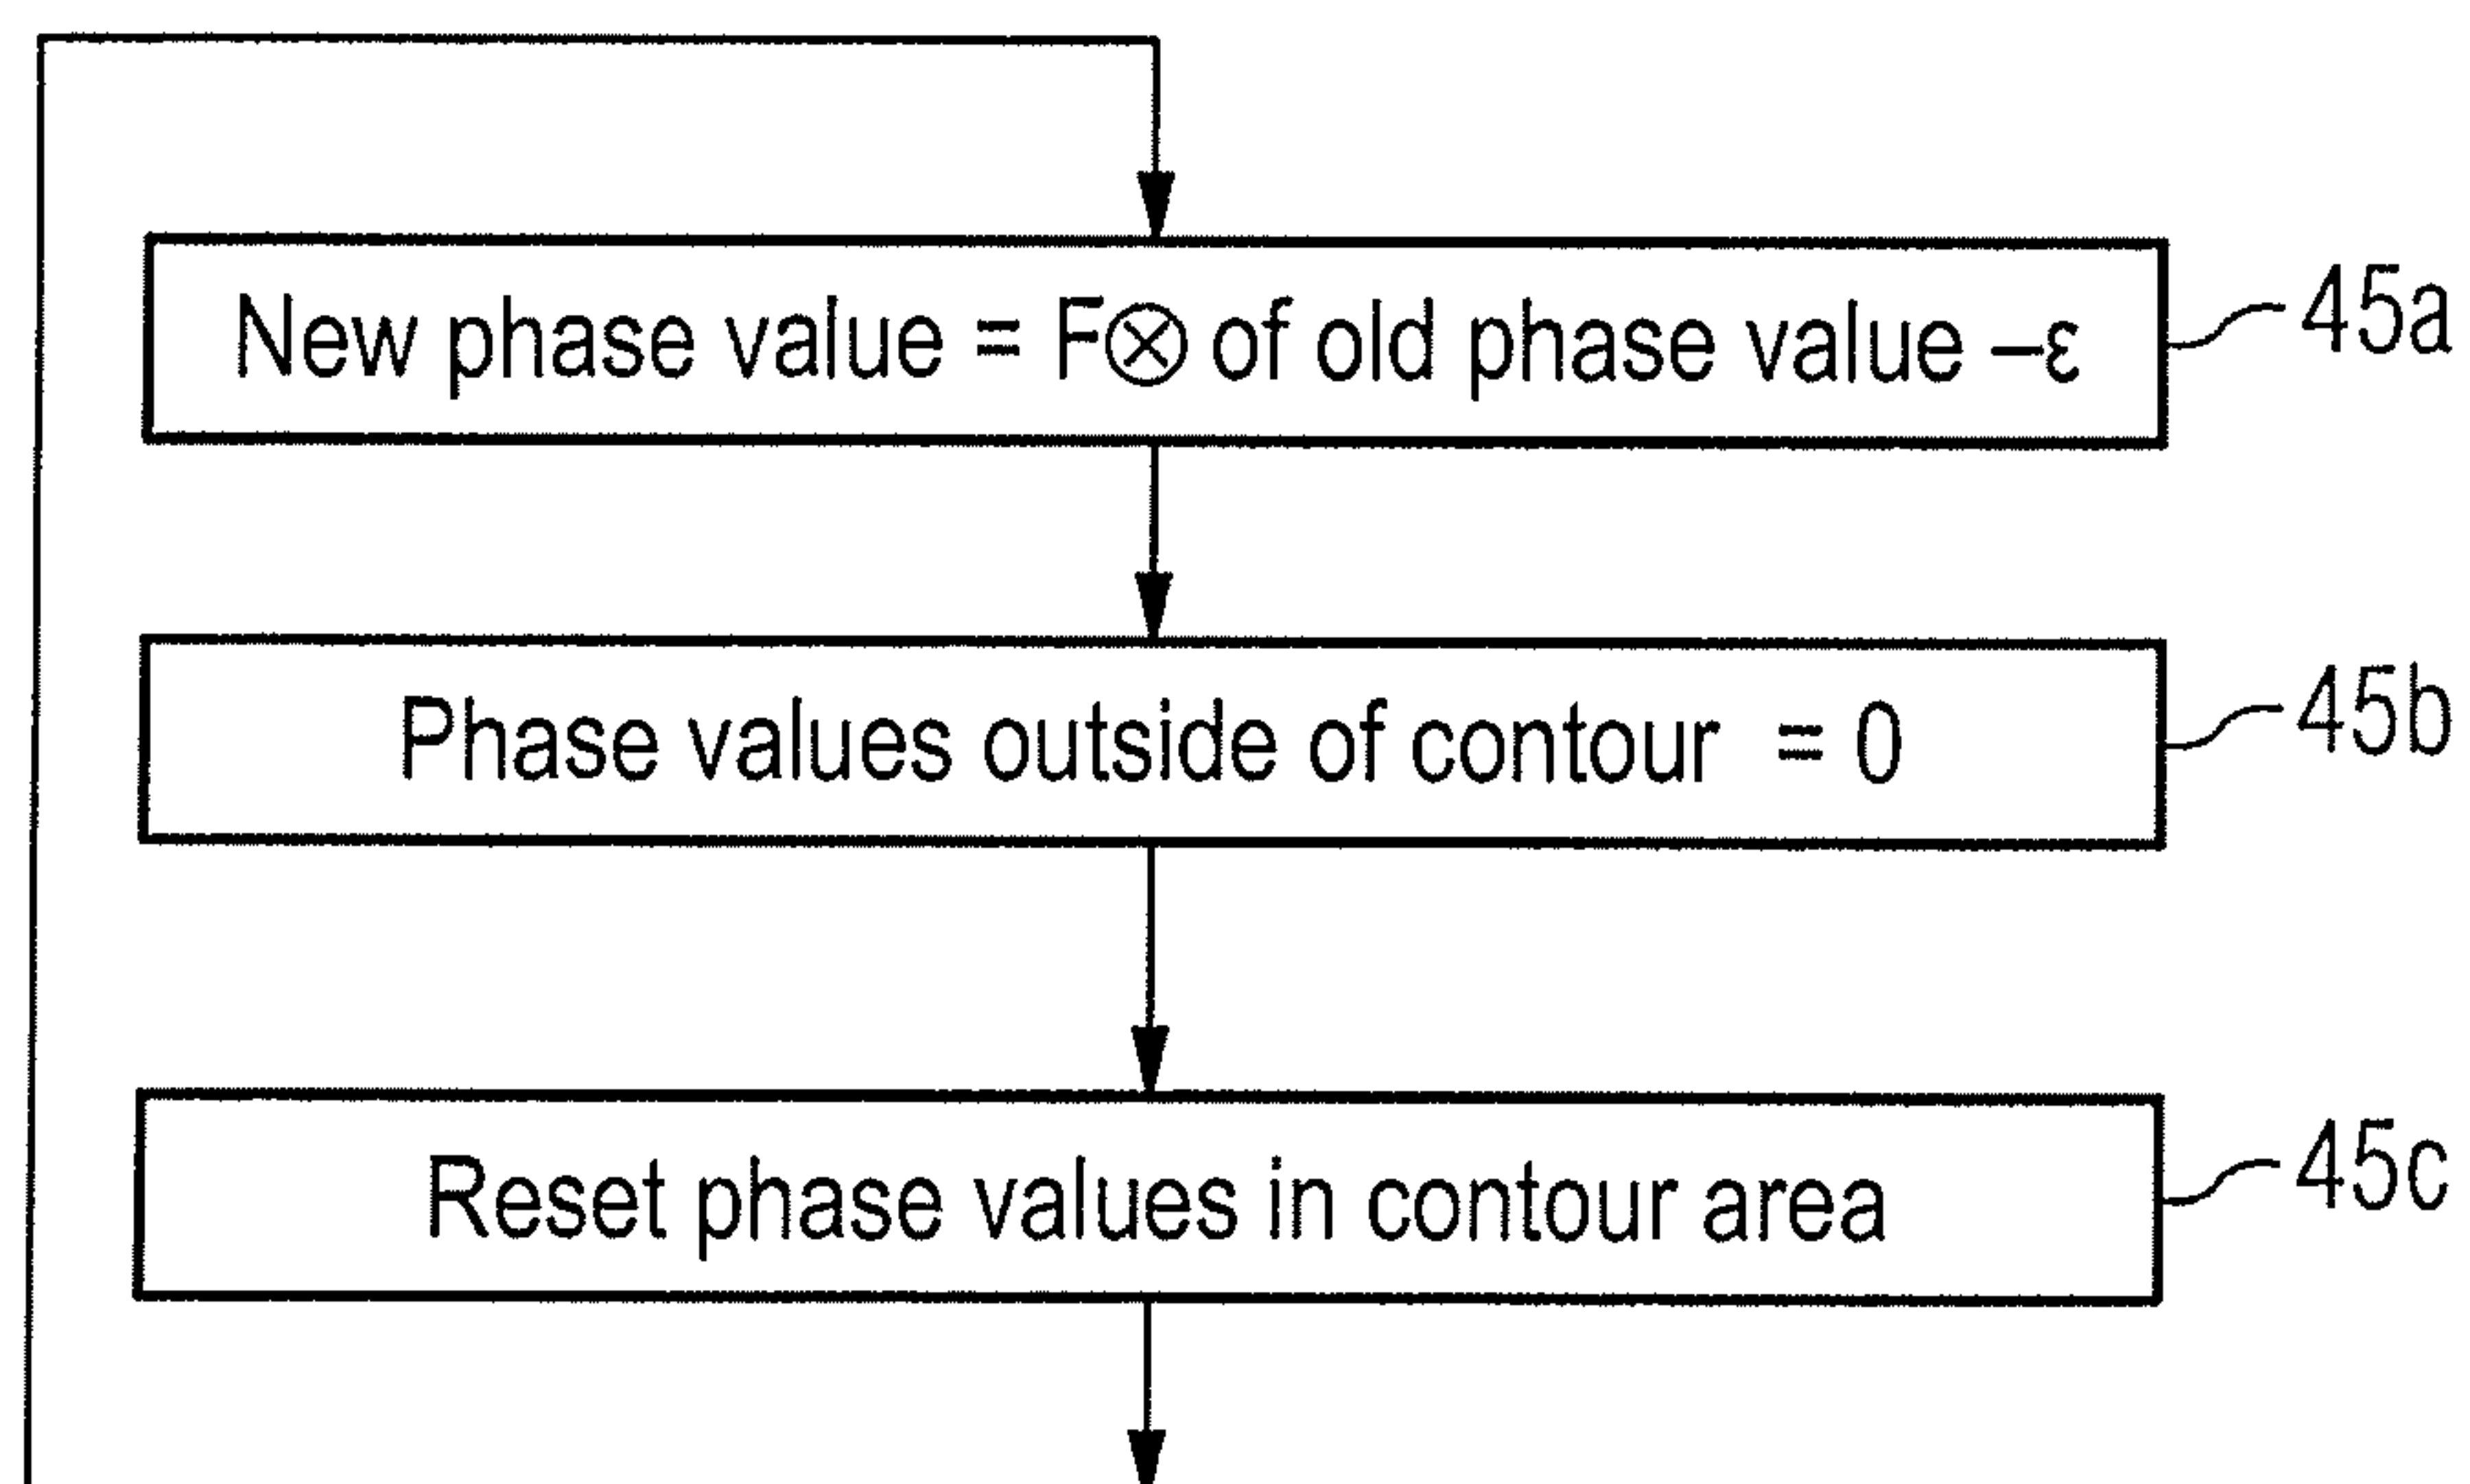 New phase value = F⊗ of old phase value –ε
45a
Phase values outside of contour = 0
45b
Reset phase values in contour area
45c